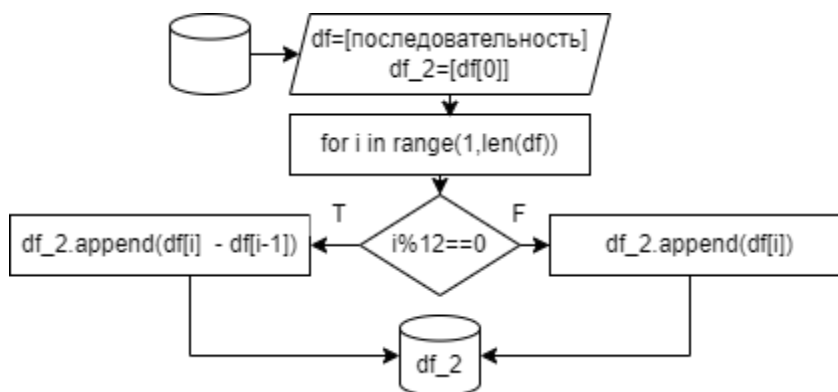 df=[последовательность]
df_2=[df[0]]
for i in range(1,len(df))
T
F
df_2.append(df[i] - df[i-1])
i%12==0
df_2.append(df[i])
df_2